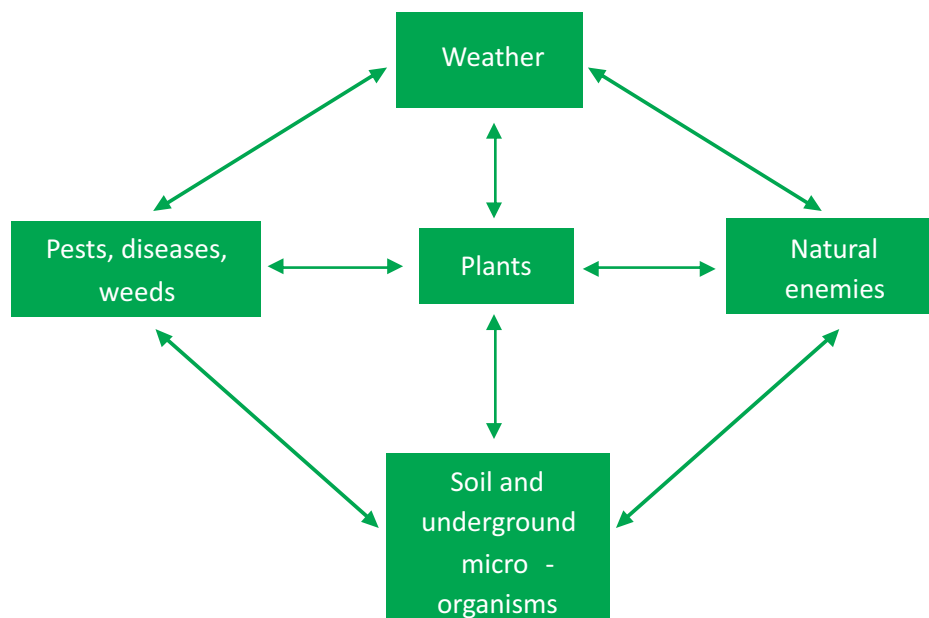 Weather
Pests, diseases,
weeds
Plants
Natural
enemies
Soil and
underground
micro -
organisms